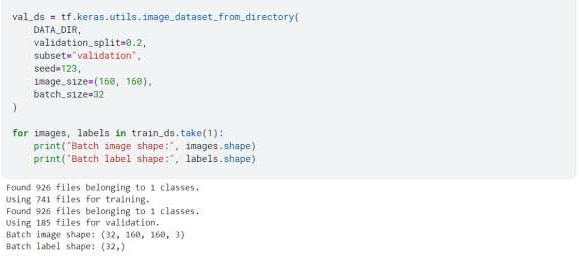 val_ds = tf.keras.utils.image_dataset_from_directory(
    DATA_DIR,
    validation_split=0.2,
    subset="validation",
    seed=123,
    image_size=(160, 160),
    batch_size=32
)
for images, labels in train_ds.take(1):
    print("Batch image shape:", images.shape)
    print("Batch label shape:", labels.shape)
Found 926 files belonging to 1 classes.
Using 741 files for training.
Found 926 files belonging to 1 classes.
Using 185 files for validation.
Batch image shape: (32, 160, 160, 3)
Batch label shape: (32,)